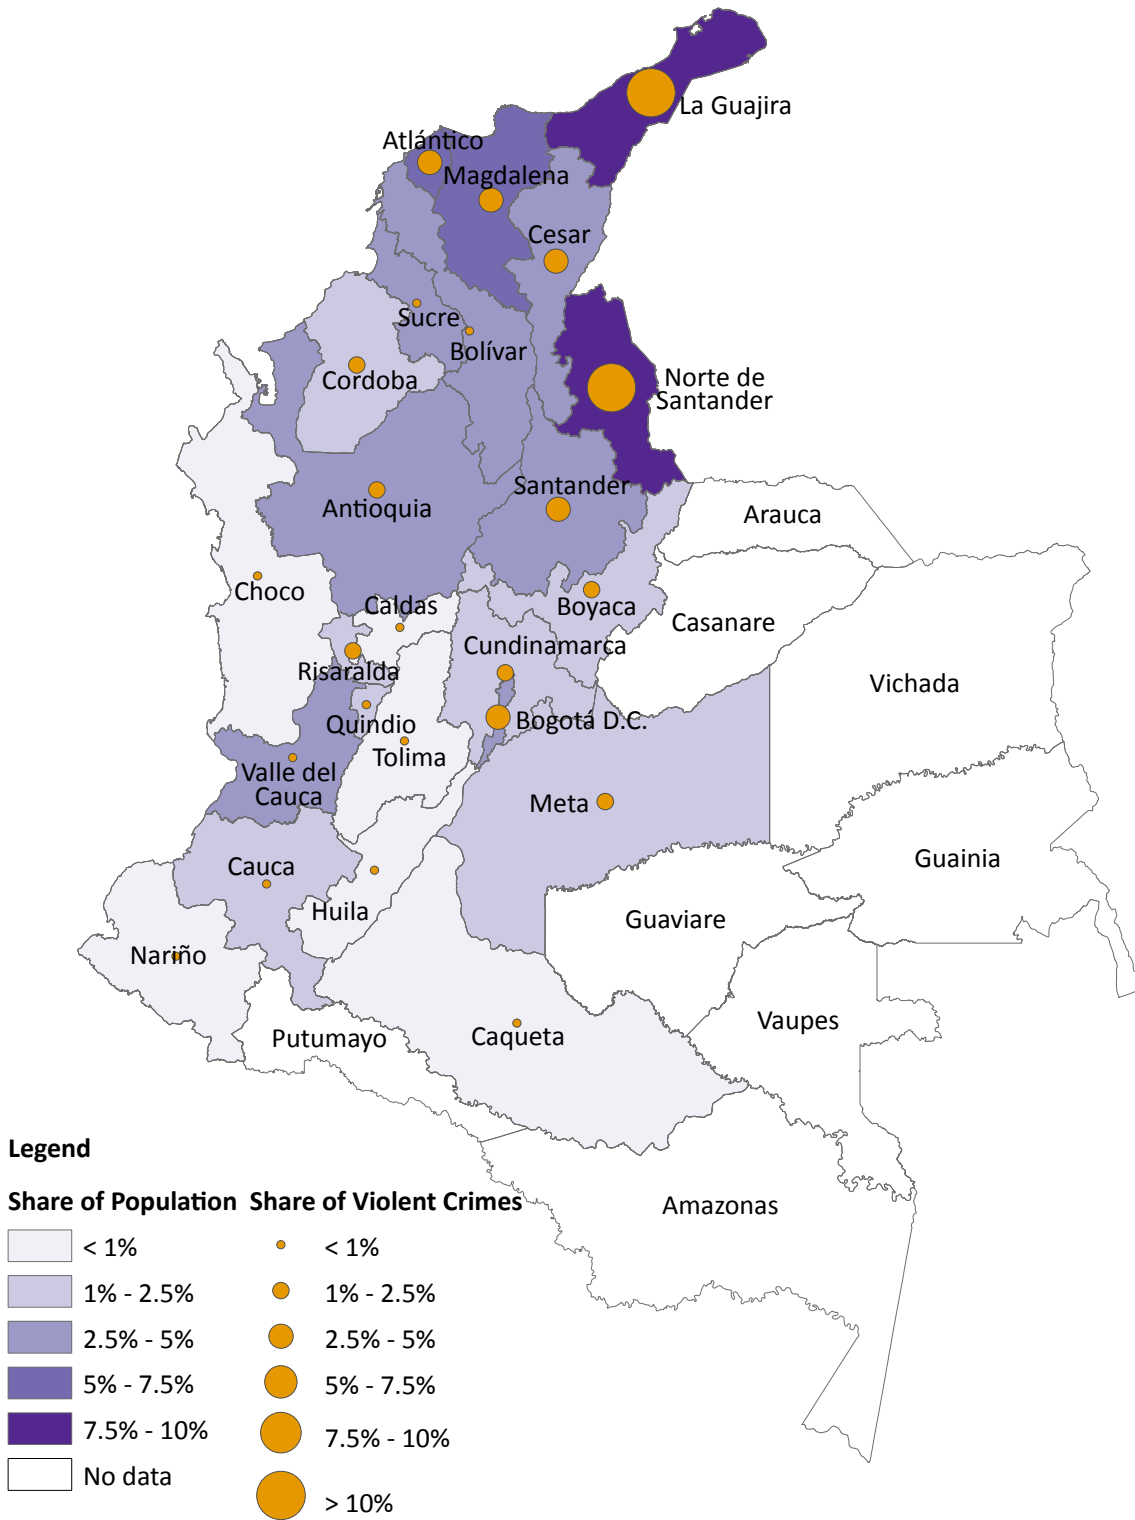 La Guajira
Atlántico
Magdalena
Cesar
Sucre
Bolívar
Cordoba
Norte de
Santander
Santander
Antioquia
Arauca
Choco
Caldas
Boyaca
Casanare
Cundinamarca
Risaralda
Vichada
Quindio
Bogotá D.C.
Tolima
Valle del
Cauca
Meta
Cauca
Guainia
Huila
Guaviare
Nariño
Vaupes
Putumayo
Caqueta
Amazonas
Legend
Share of Population
< 1%
1% - 2.5%
2.5% - 5%
5% - 7.5%
7.5% - 10%
No data
Share of Violent Crimes
< 1%
1% - 2.5%
2.5% - 5%
5% - 7.5%
7.5% - 10%
> 10%